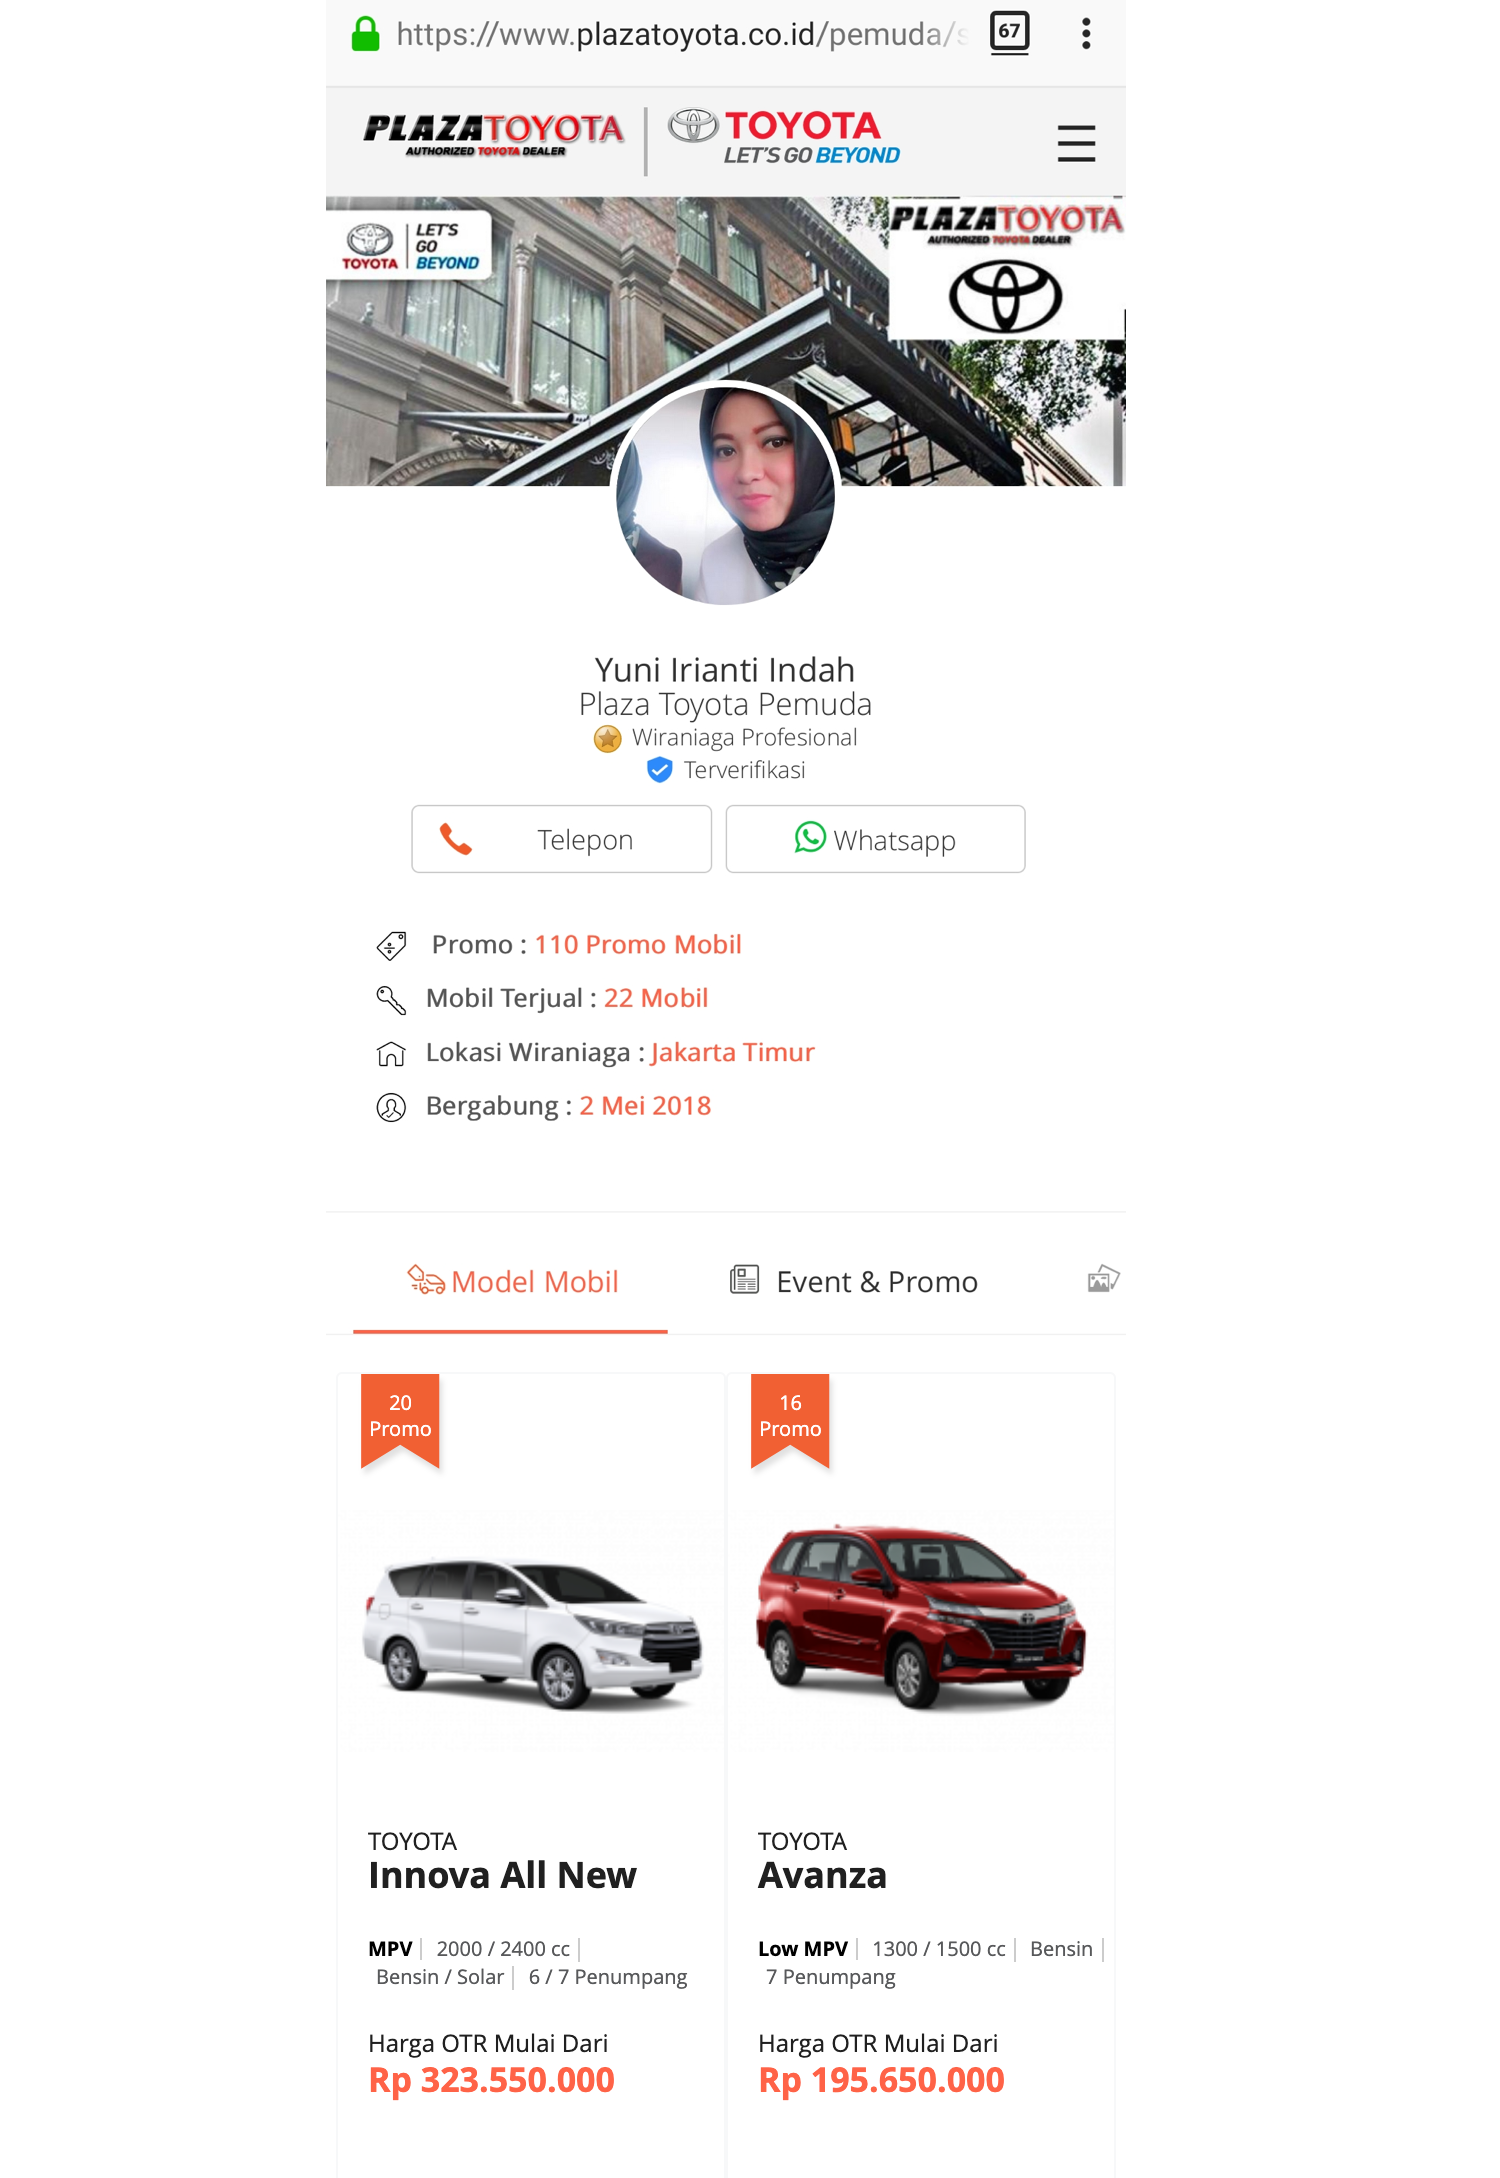 https://www.plazatoyota.co.id/pemuda/s
67
PLAZATOYOTA
AUTHORIZED TOYOTA DEALER
TOYOTA
LET'S GO BEYOND
TOYOTA
LET'S
GO
BEYOND
PLAZATOYOTA
AUTHORIZED TOYOTA DEALER
Yuni Irianti Indah
Plaza Toyota Pemuda
Wiraniaga Profesional
Terverifikasi
Telepon
Whatsapp
Promo : 110 Promo Mobil
Mobil Terjual : 22 Mobil
Lokasi Wiraniaga : Jakarta Timur
Bergabung : 2 Mei 2018
Model Mobil
Event & Promo
20
Promo
TOYOTA
Innova All New
MPV | 2000 / 2400 cc |
Bensin / Solar | 6 / 7 Penumpang
Harga OTR Mulai Dari
Rp 323.550.000
16
Promo
TOYOTA
Avanza
Low MPV | 1300 / 1500 cc | Bensin |
7 Penumpang
Harga OTR Mulai Dari
Rp 195.650.000